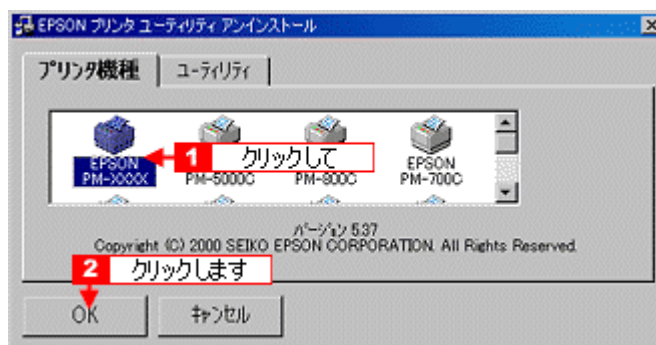 EPSON プリンタ ユーティリティ アンインストール
プリンタ機種
ユーティリティ
EPSON
PM-XXXX
1 クリックして
PM-5000C
PM-800C
EPSON
PM-700C
バージョン 5.37
Copyright (C) 2000 SEIKO EPSON CORPORATION. All Rights Reserved.
2 クリックします
OK
キャンセル